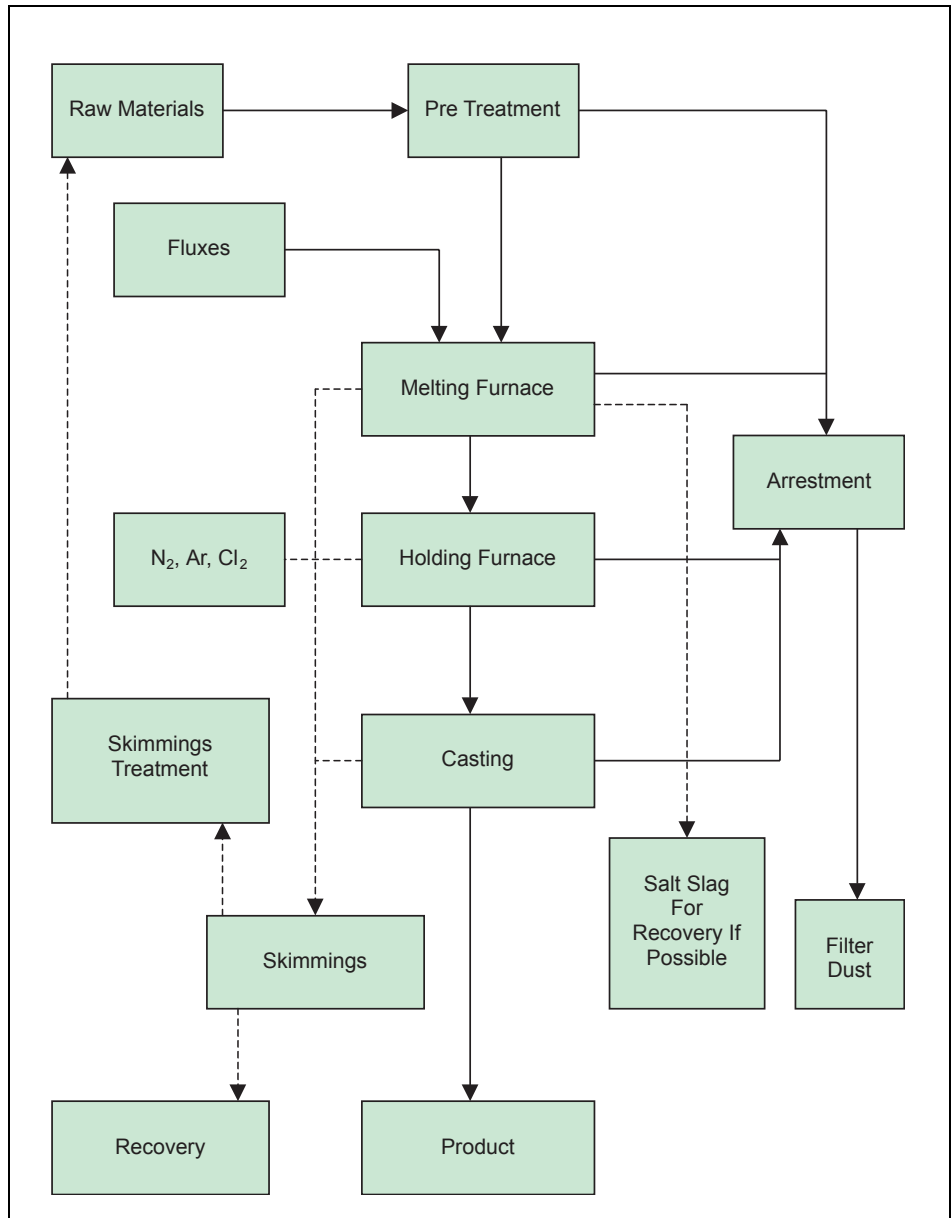 Raw Materials
Pre Treatment
Fluxes
Melting Furnace
Arrestment
N₂, Ar, Cl₂
Holding Furnace
Skimmings
Treatment
Casting
Salt Slag
For
Recovery If
Possible
Filter
Dust
Skimmings
Recovery
Product